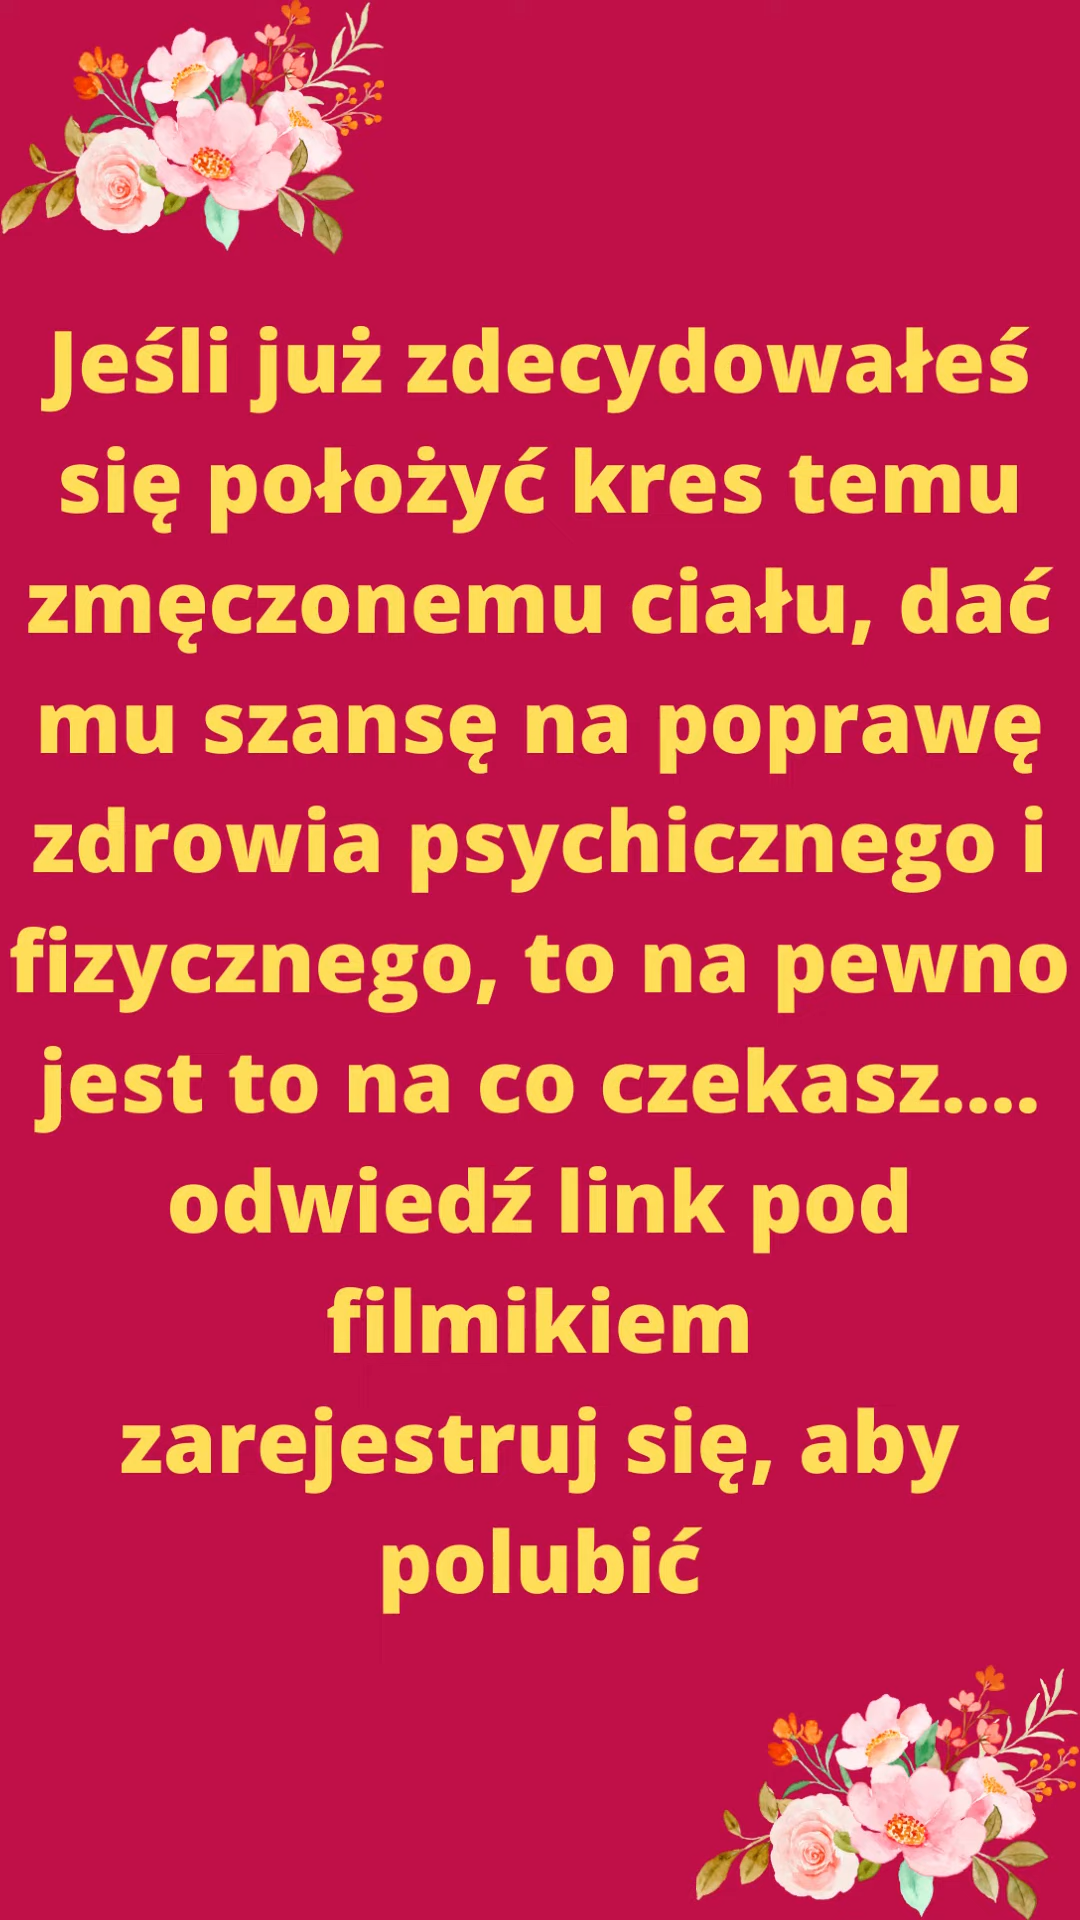 Jeśli już zdecydowałeś
się położyć kres temu
zmęczonemu ciału, dać
mu szansę na poprawę
zdrowia psychicznego i
fizycznego, to na pewno
jest to na co czekasz....
odwiedź link pod
filmikiem
zarejestruj się, aby
polubić